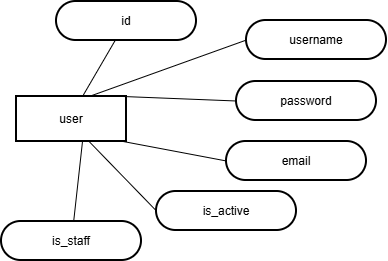 id
username
password
user
email
is_active
is_staff